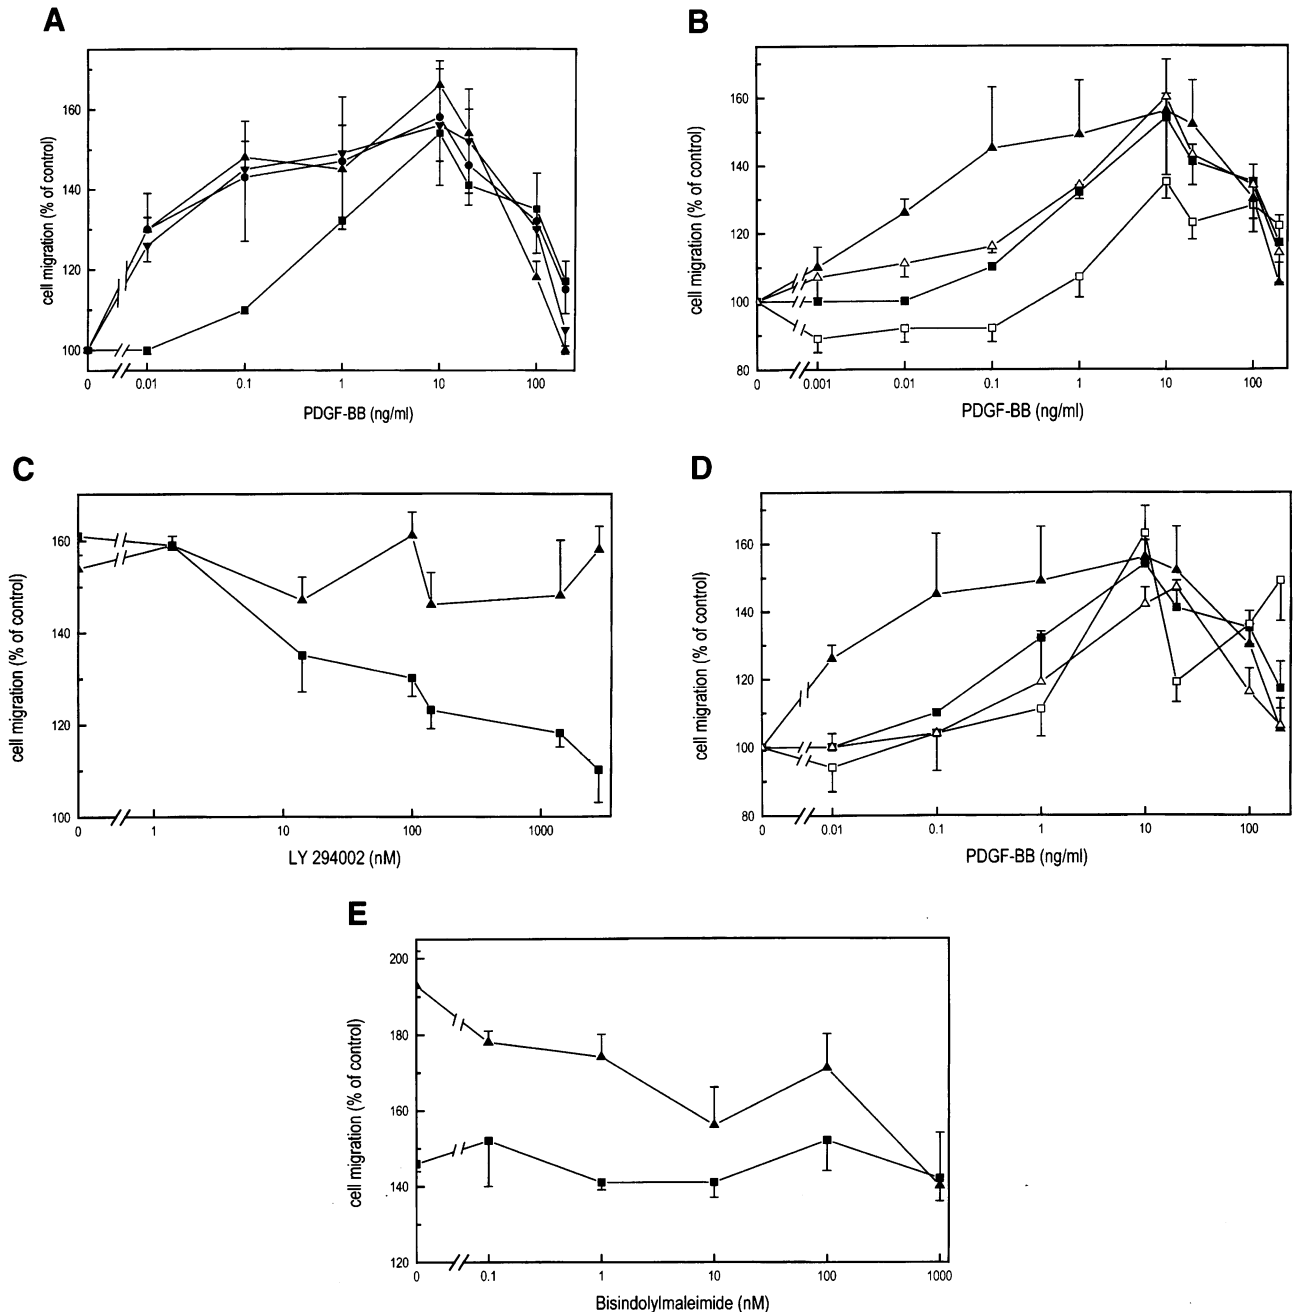 A
cell migration (% of control)
160
140
120
100
0 0.01 0.1 1 10 100
PDGF-BB (ng/ml)
B
cell migration (% of control)
160
140
120
100
80
0 0.001 0.01 0.1 1 10 100
PDGF-BB (ng/ml)
C
cell migration (% of control)
160
140
120
100
0 1 10 100 1000
LY 294002 (nM)
D
cell migration (% of control)
160
140
120
100
80
0 0.01 0.1 1 10 100
PDGF-BB (ng/ml)
E
cell migration (% of control)
200
180
160
140
120
0 0.1 1 10 100 1000
Bisindolylmaleimide (nM)